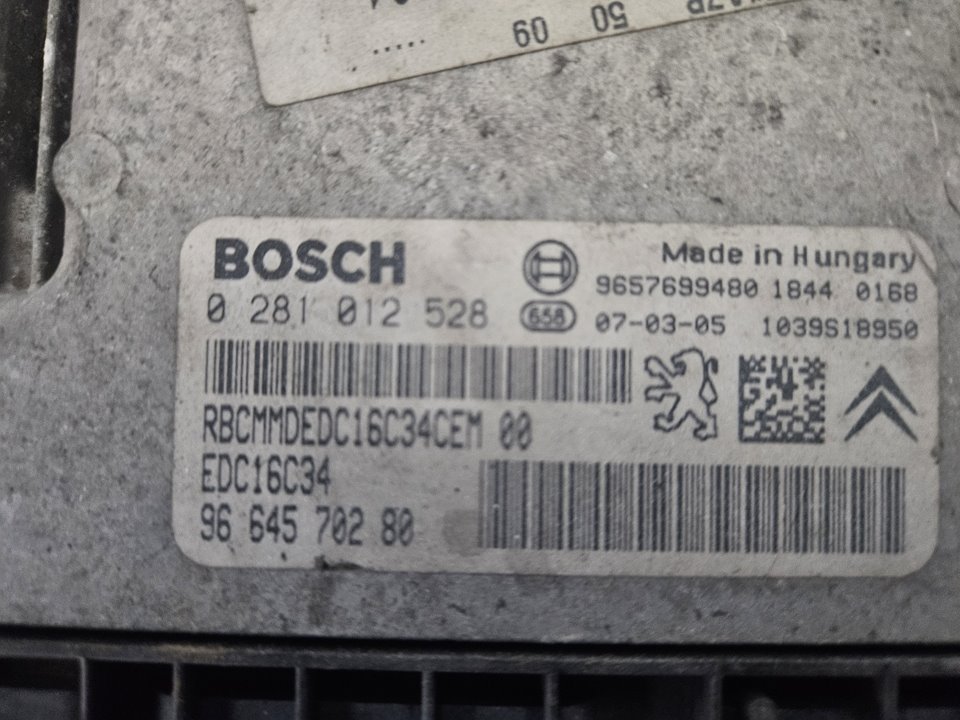 50 09
BOSCH
Made in Hungary
9657699480 1844 0168
0 281 012 528
658
07-03-05 1039S18950
RBCMMDEDC16C34CEM 00
EDC16C34
96 645 702 80